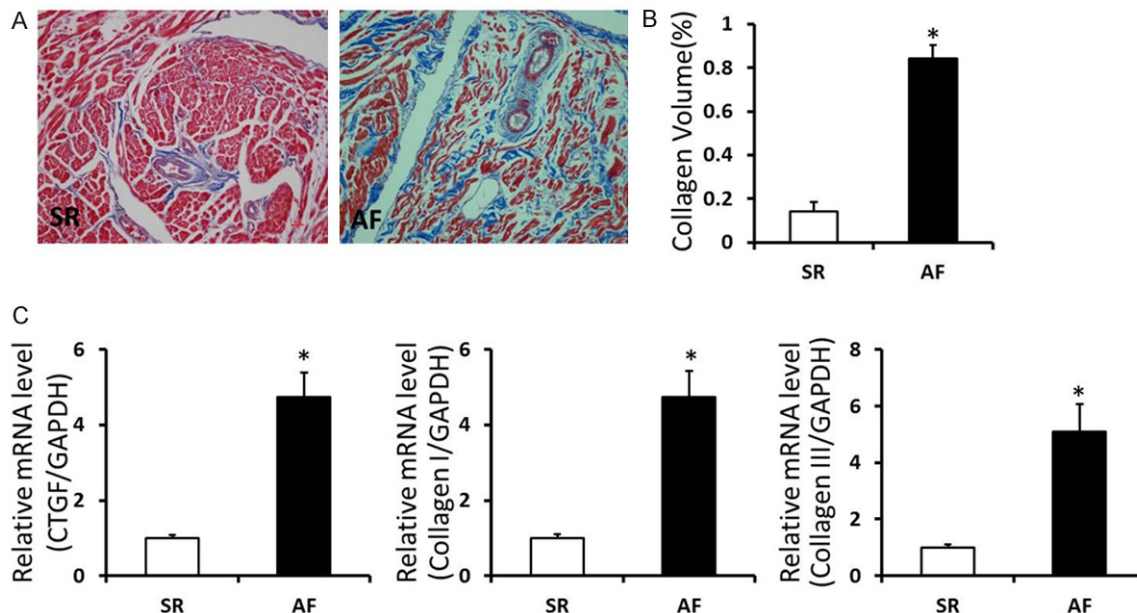 A
SR
AF
B
Collagen Volume(%)
1
0.8
0.6
0.4
0.2
0
*
SR
AF
C
Relative mRNA level
(CTGF/GAPDH)
6
4
2
0
*
SR
AF
Relative mRNA level
(Collagen I/GAPDH)
6
4
2
0
*
SR
AF
Relative mRNA level
(Collagen III/GAPDH)
8
6
4
2
0
*
SR
AF